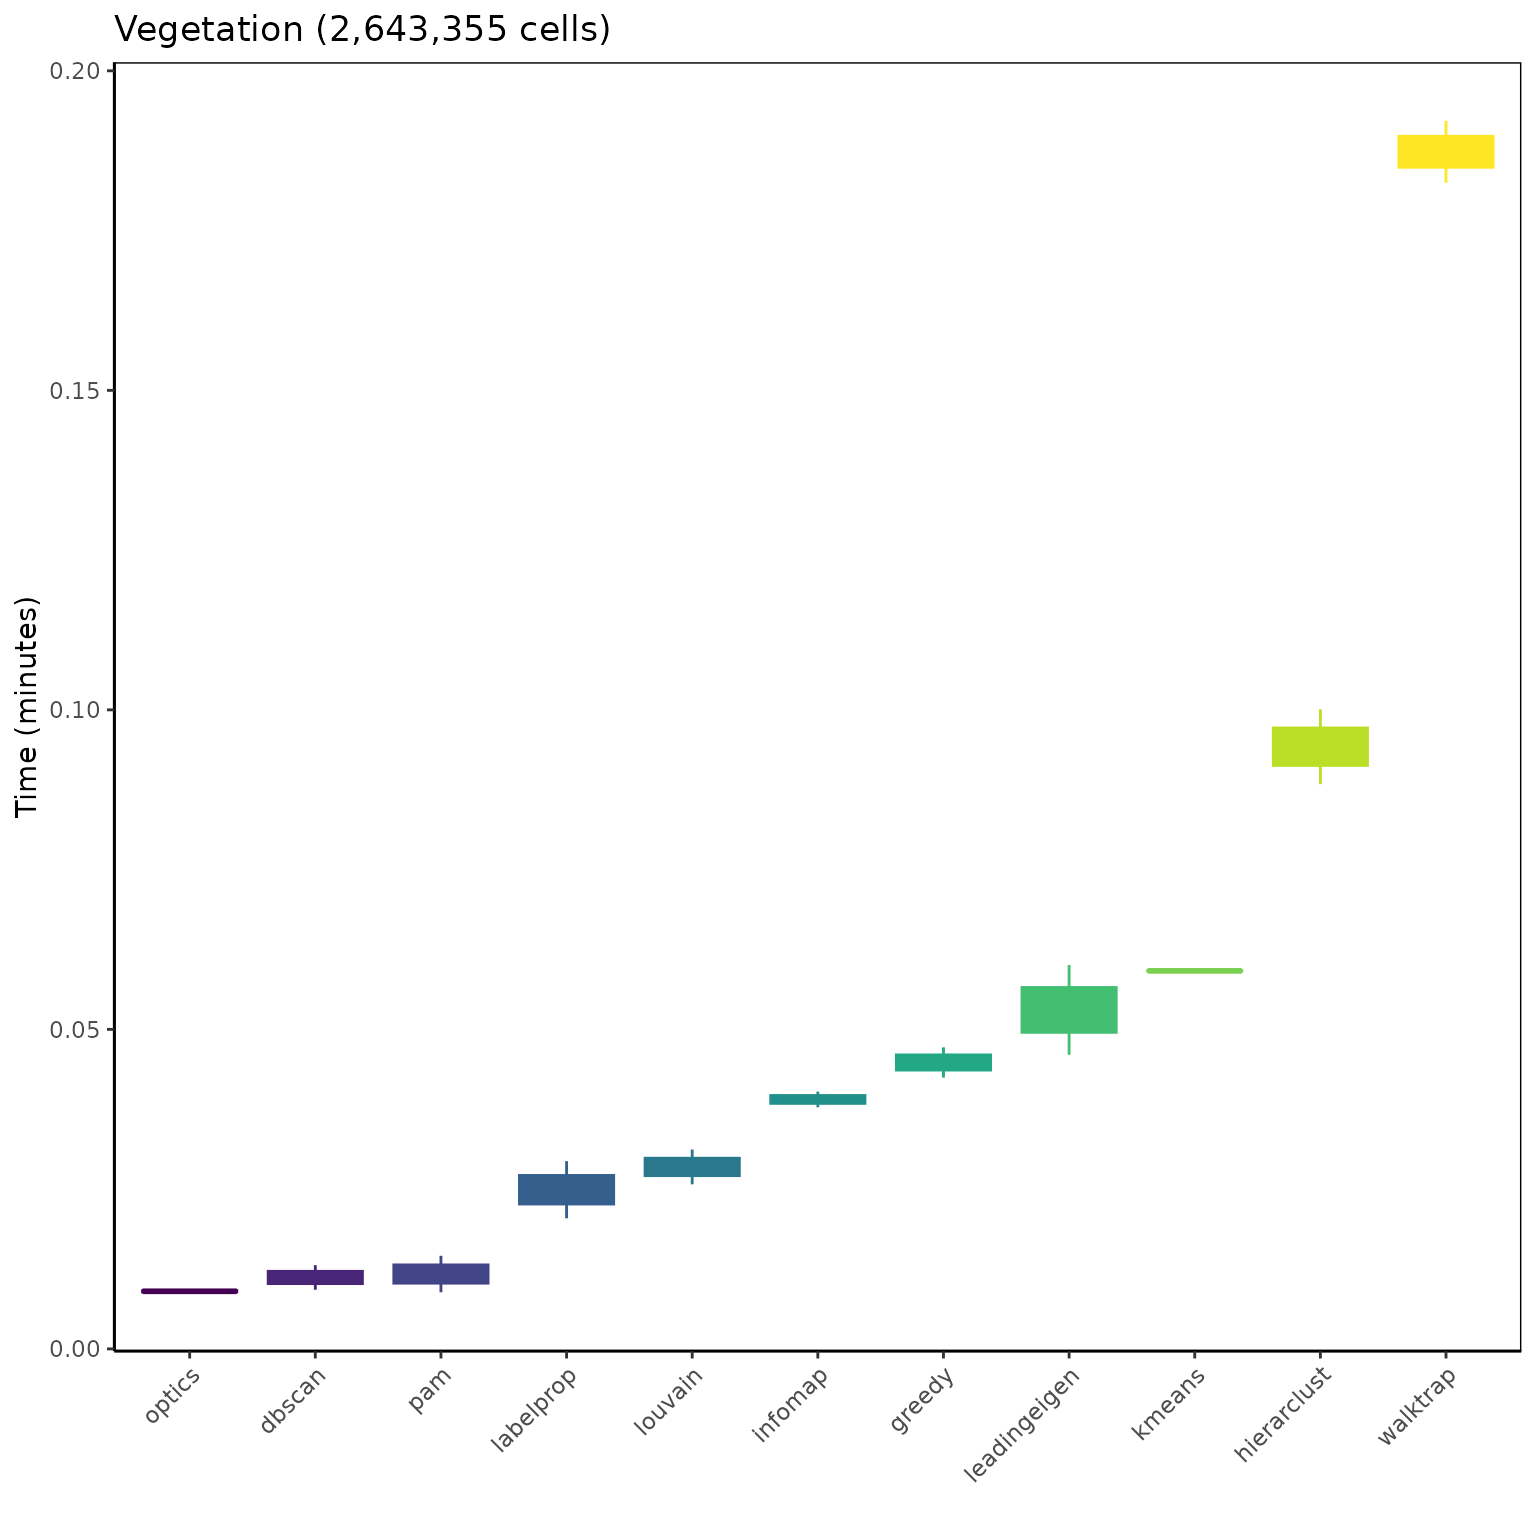 Vegetation (2,643,355 cells)
Time (minutes)
0.20
0.15
0.10
0.05
0.00
optics
dbscan
pam
labelprop
louvain
infomap
greedy
leadingeigen
kmeans
hierarclust
walktrap